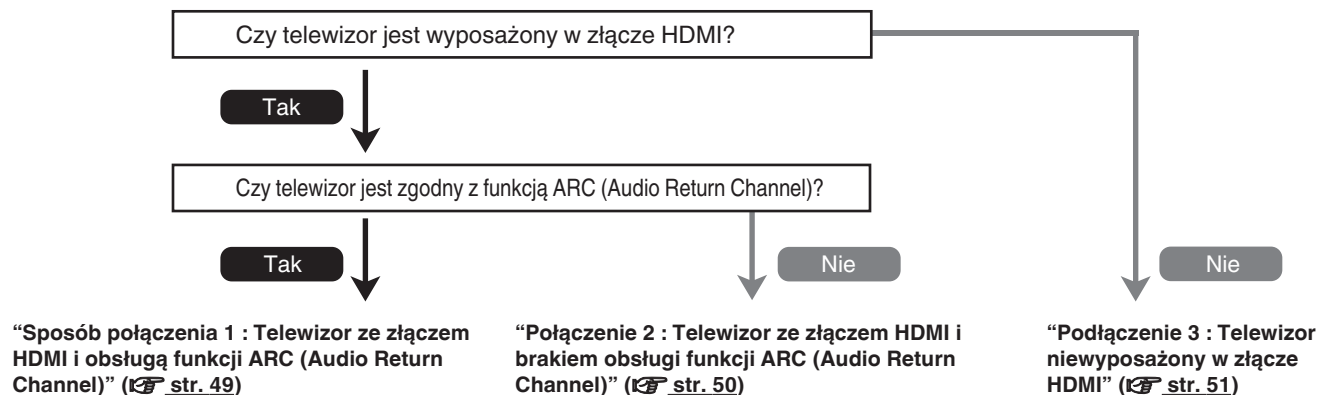 Czy telewizor jest wyposażony w złącze HDMI?
Tak
Czy telewizor jest zgodny z funkcją ARC (Audio Return Channel)?
Tak
Nie
Nie
“Sposób połączenia 1 : Telewizor ze złączem
HDMI i obsługą funkcji ARC (Audio Return
Channel)” (☞ str. 49)
“Połączenie 2 : Telewizor ze złączem HDMI i
brakiem obsługi funkcji ARC (Audio Return
Channel)” (☞ str. 50)
“Podłączenie 3 : Telewizor
niewyposażony w złącze
HDMI” (☞ str. 51)